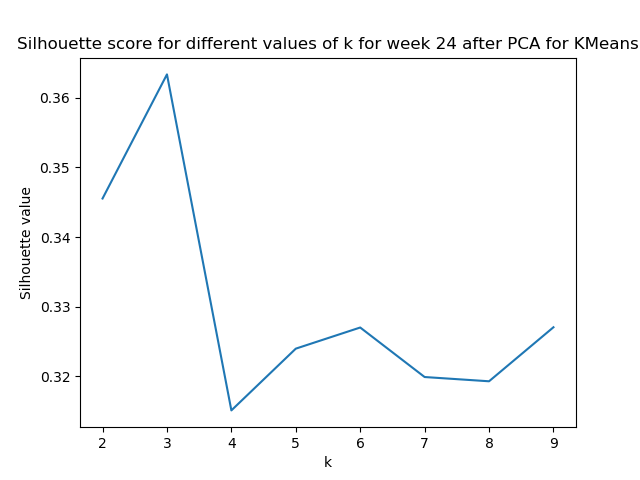 Silhouette score for different values of k for week 24 after PCA for KMeans
0.36
0.35
0.34
0.33
0.32
Silhouette value
2 3 4 5 6 7 8 9
k